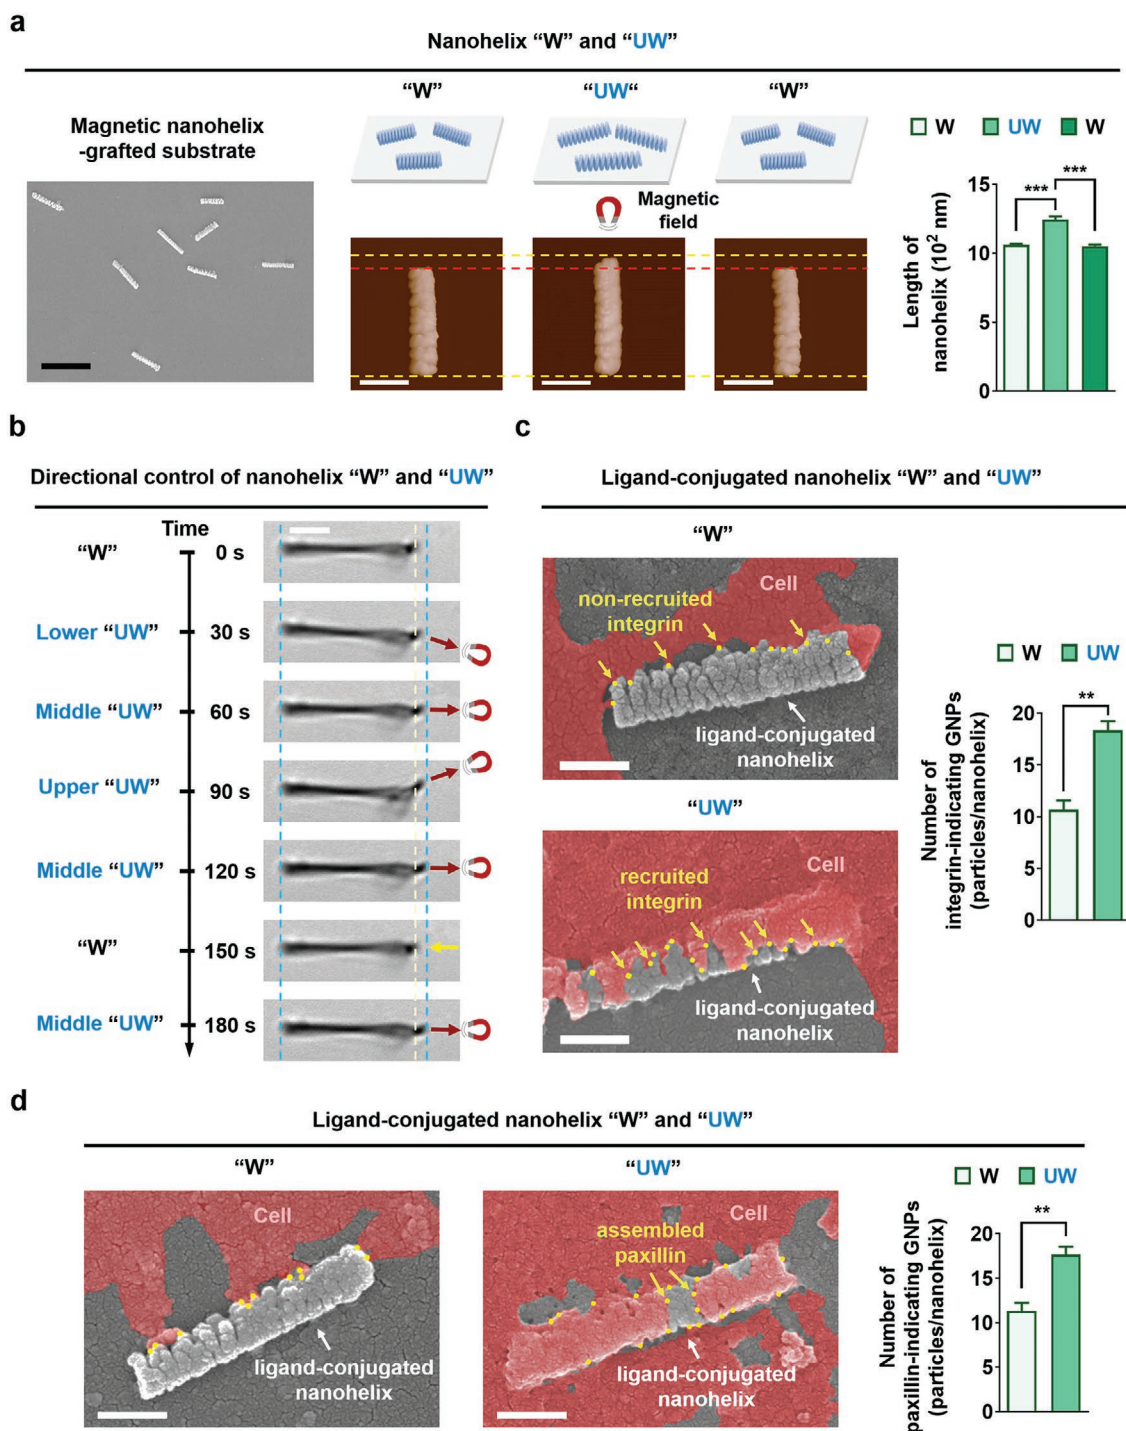 a
Nanohelix “W” and “UW”
Magnetic nanohelix
-grafted substrate
“W”
“UW“
“W”
Magnetic
field
W
UW
W
Length of
nanohelix (10² nm)
15
10
5
0
***
***
b
Directional control of nanohelix “W” and “UW”
Time
“W”
0 s
Lower “UW”
30 s
Middle “UW”
60 s
Upper “UW”
90 s
Middle “UW”
120 s
“W”
150 s
Middle “UW”
180 s
c
Ligand-conjugated nanohelix “W” and “UW”
“W”
Cell
non-recruited
integrin
ligand-conjugated
nanohelix
“UW”
Cell
recruited
integrin
ligand-conjugated
nanohelix
W
UW
Number of
integrin-indicating GNPs
(particles/nanohelix)
20
15
10
5
0
**
d
Ligand-conjugated nanohelix “W” and “UW”
“W”
Cell
ligand-conjugated
nanohelix
“UW”
Cell
assembled
paxillin
ligand-conjugated
nanohelix
W
UW
Number of
paxillin-indicating GNPs
(particles/nanohelix)
20
15
10
5
0
**